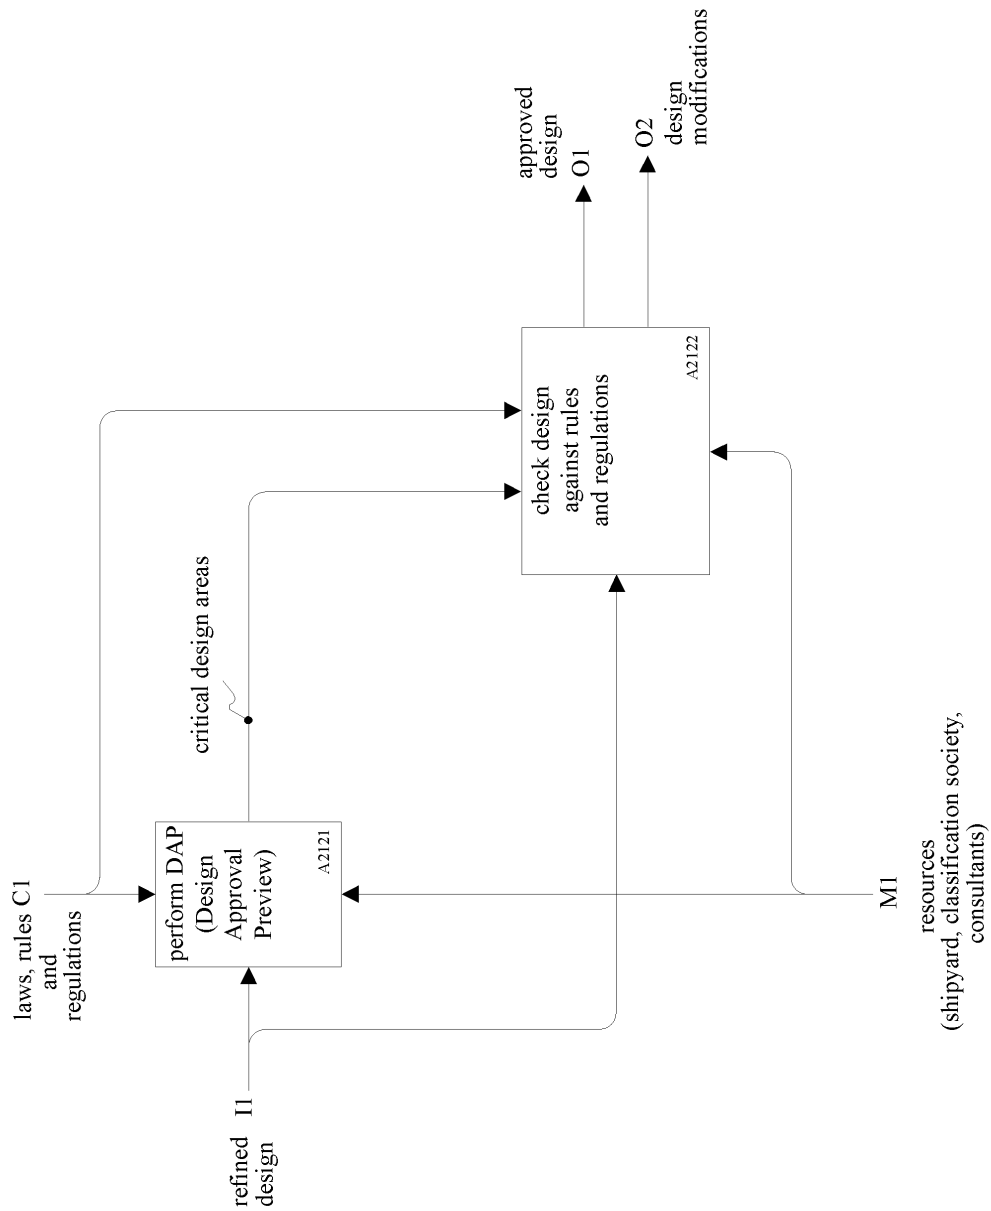 laws, rules C1
and
regulations
refined I1
design
perform DAP
(Design
Approval
Preview)
A2121
critical design areas
check design
against rules
and regulations
A2122
approved
design
O1
O2
design
modifications
M1
resources
(shipyard, classification society,
consultants)